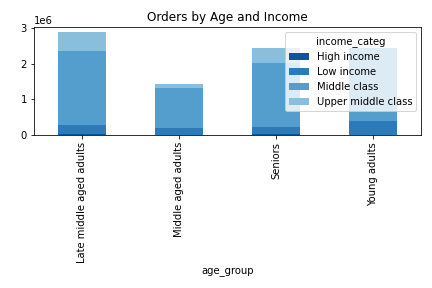 Orders by Age and Income
1e6
3
2
1
0
income_categ
High income
Low income
Middle class
Upper middle class
Late middle aged adults
Middle aged adults
Seniors
Young adults
age_group